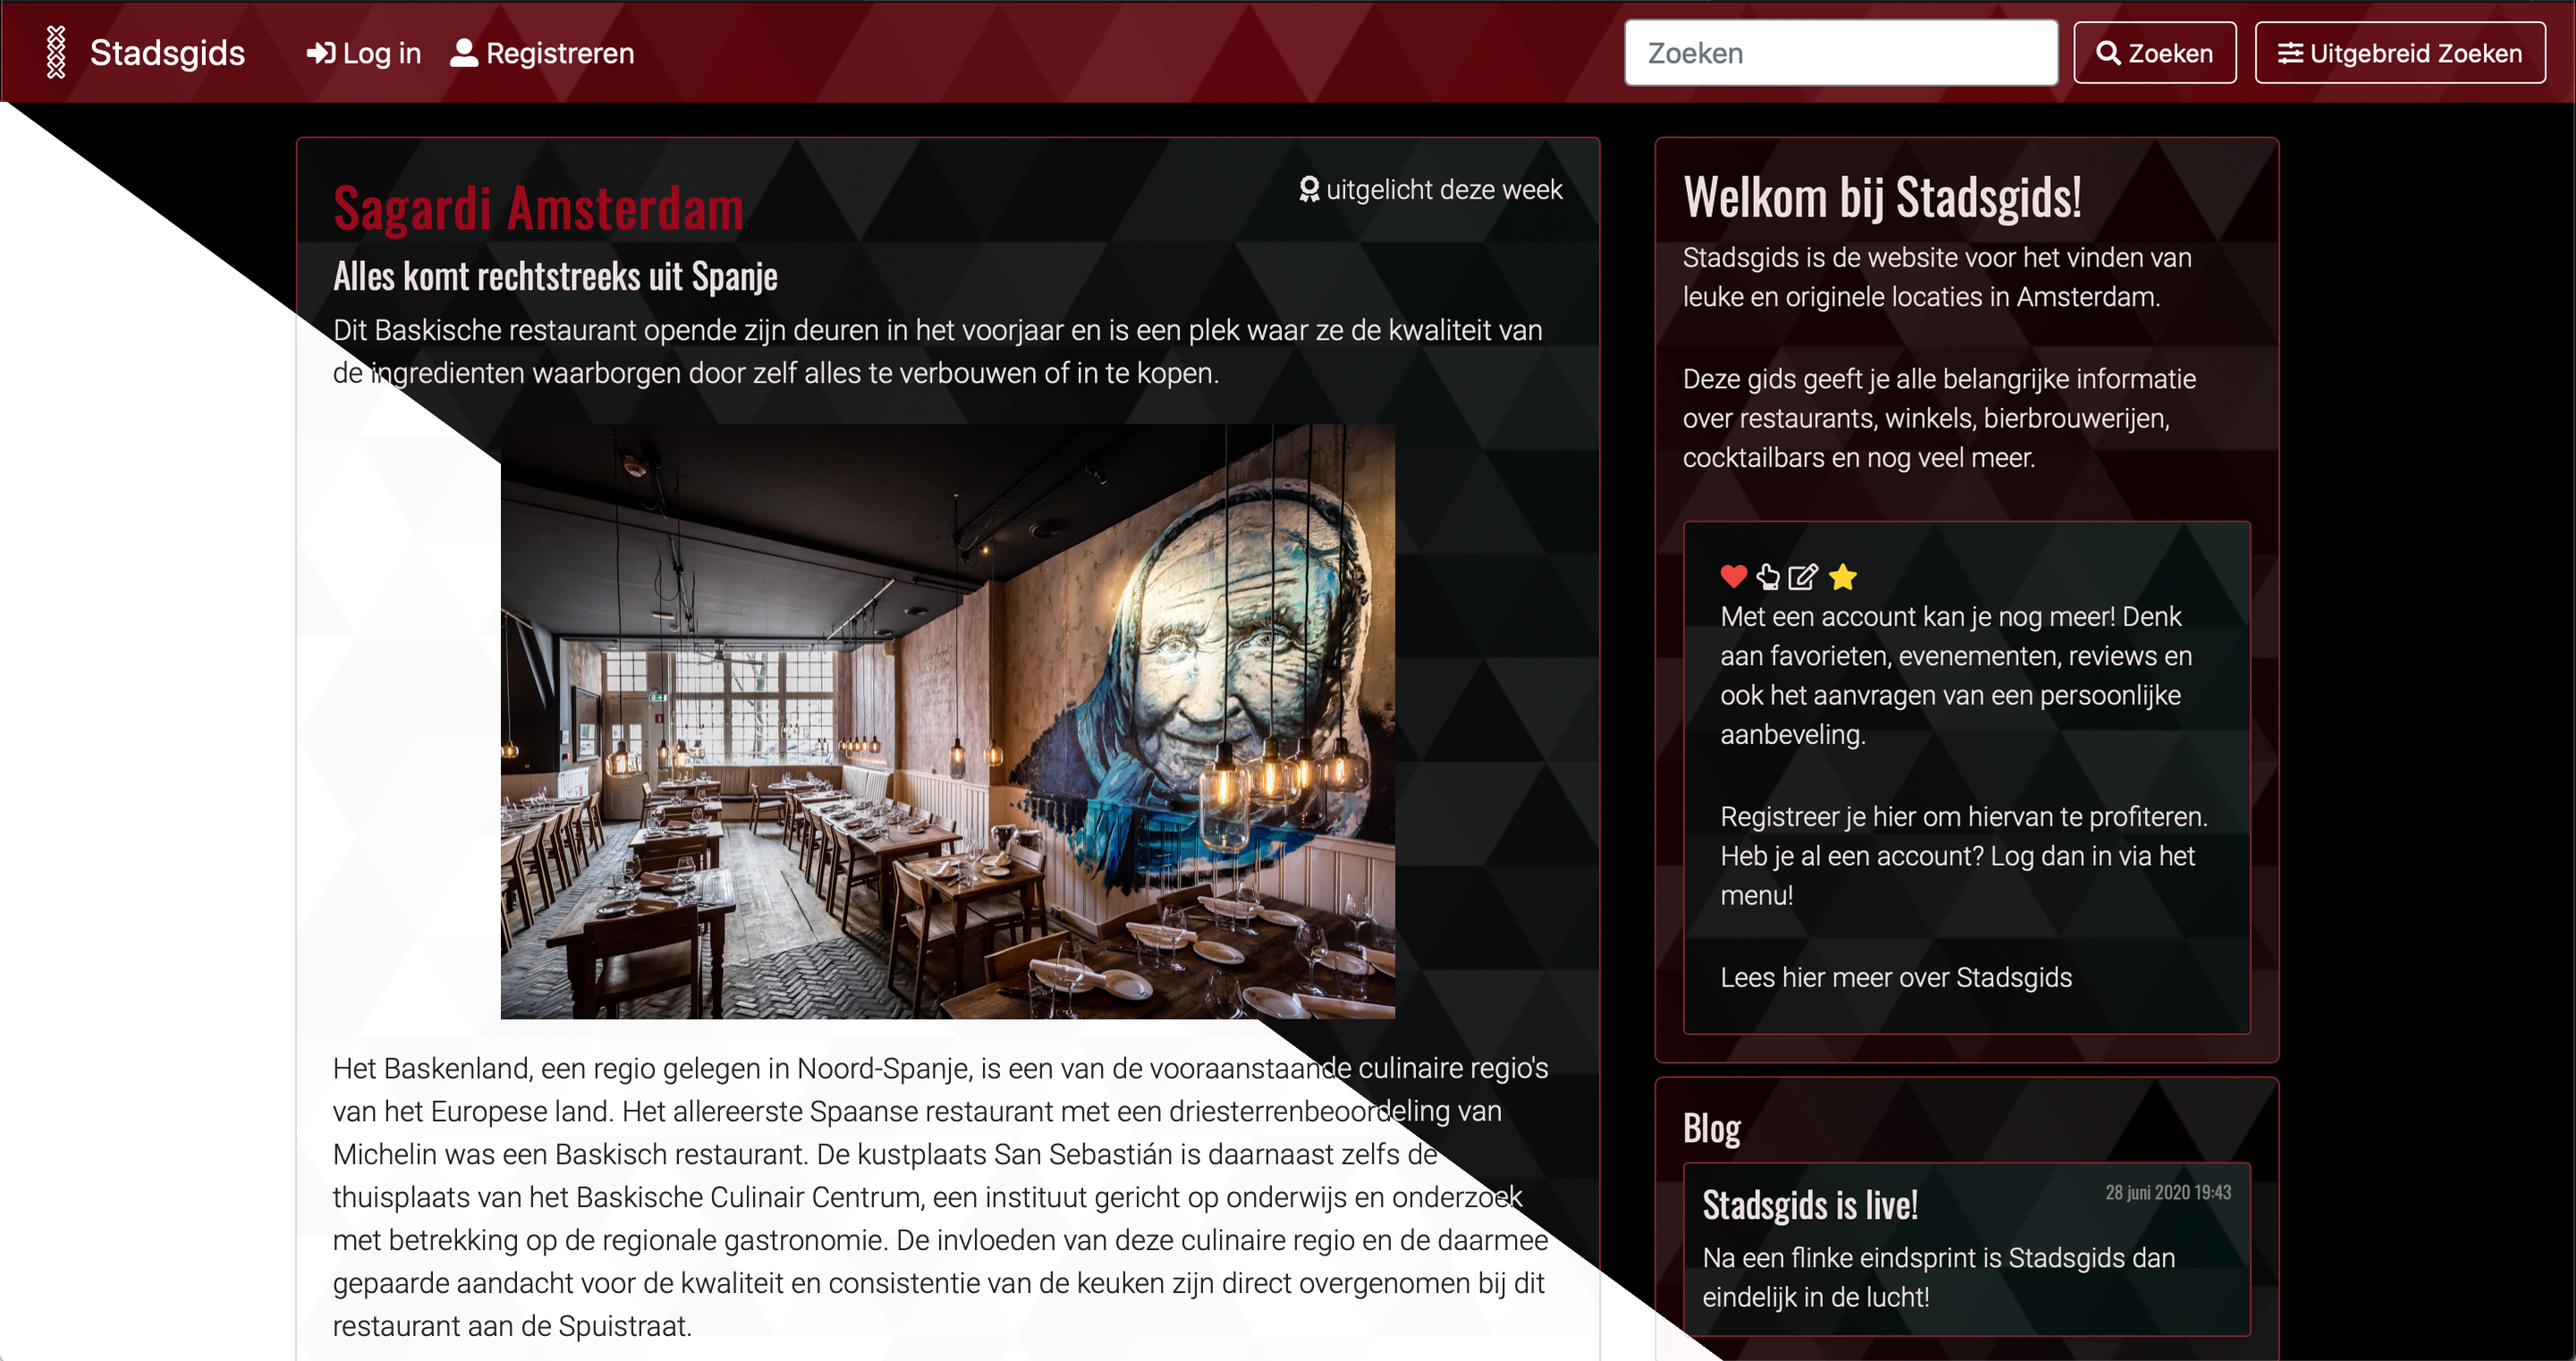 Stadsgids
Log in
Registreren
Zoeken
Zoeken
Uitgebreid Zoeken
Sagardi Amsterdam
uitgelicht deze week
Alles komt rechtstreeks uit Spanje
Dit Baskische restaurant opende zijn deuren in het voorjaar en is een plek waar ze de kwaliteit van
de ingredienten waarborgen door zelf alles te verbouwen of in te kopen.
Het Baskenland, een regio gelegen in Noord-Spanje, is een van de vooraanstaande culinaire regio's
van het Europese land. Het allereerste Spaanse restaurant met een driesterrenbeoordeling van
Michelin was een Baskisch restaurant. De kustplaats San Sebastián is daarnaast zelfs de
thuisplaats van het Baskische Culinair Centrum, een instituut gericht op onderwijs en onderzoek
met betrekking op de regionale gastronomie. De invloeden van deze culinaire regio en de daarmee
gepaarde aandacht voor de kwaliteit en consistentie van de keuken zijn direct overgenomen bij dit
restaurant aan de Spuistraat.
Welkom bij Stadsgids!
Stadsgids is de website voor het vinden van
leuke en originele locaties in Amsterdam.
Deze gids geeft je alle belangrijke informatie
over restaurants, winkels, bierbrouwerijen,
cocktailbars en nog veel meer.
Met een account kan je nog meer! Denk
aan favorieten, evenementen, reviews en
ook het aanvragen van een persoonlijke
aanbeveling.
Registreer je hier om hiervan te profiteren.
Heb je al een account? Log dan in via het
menu!
Lees hier meer over Stadsgids
Blog
Stadsgids is live!
28 juni 2020 19:43
Na een flinke eindsprint is Stadsgids dan
eindelijk in de lucht!